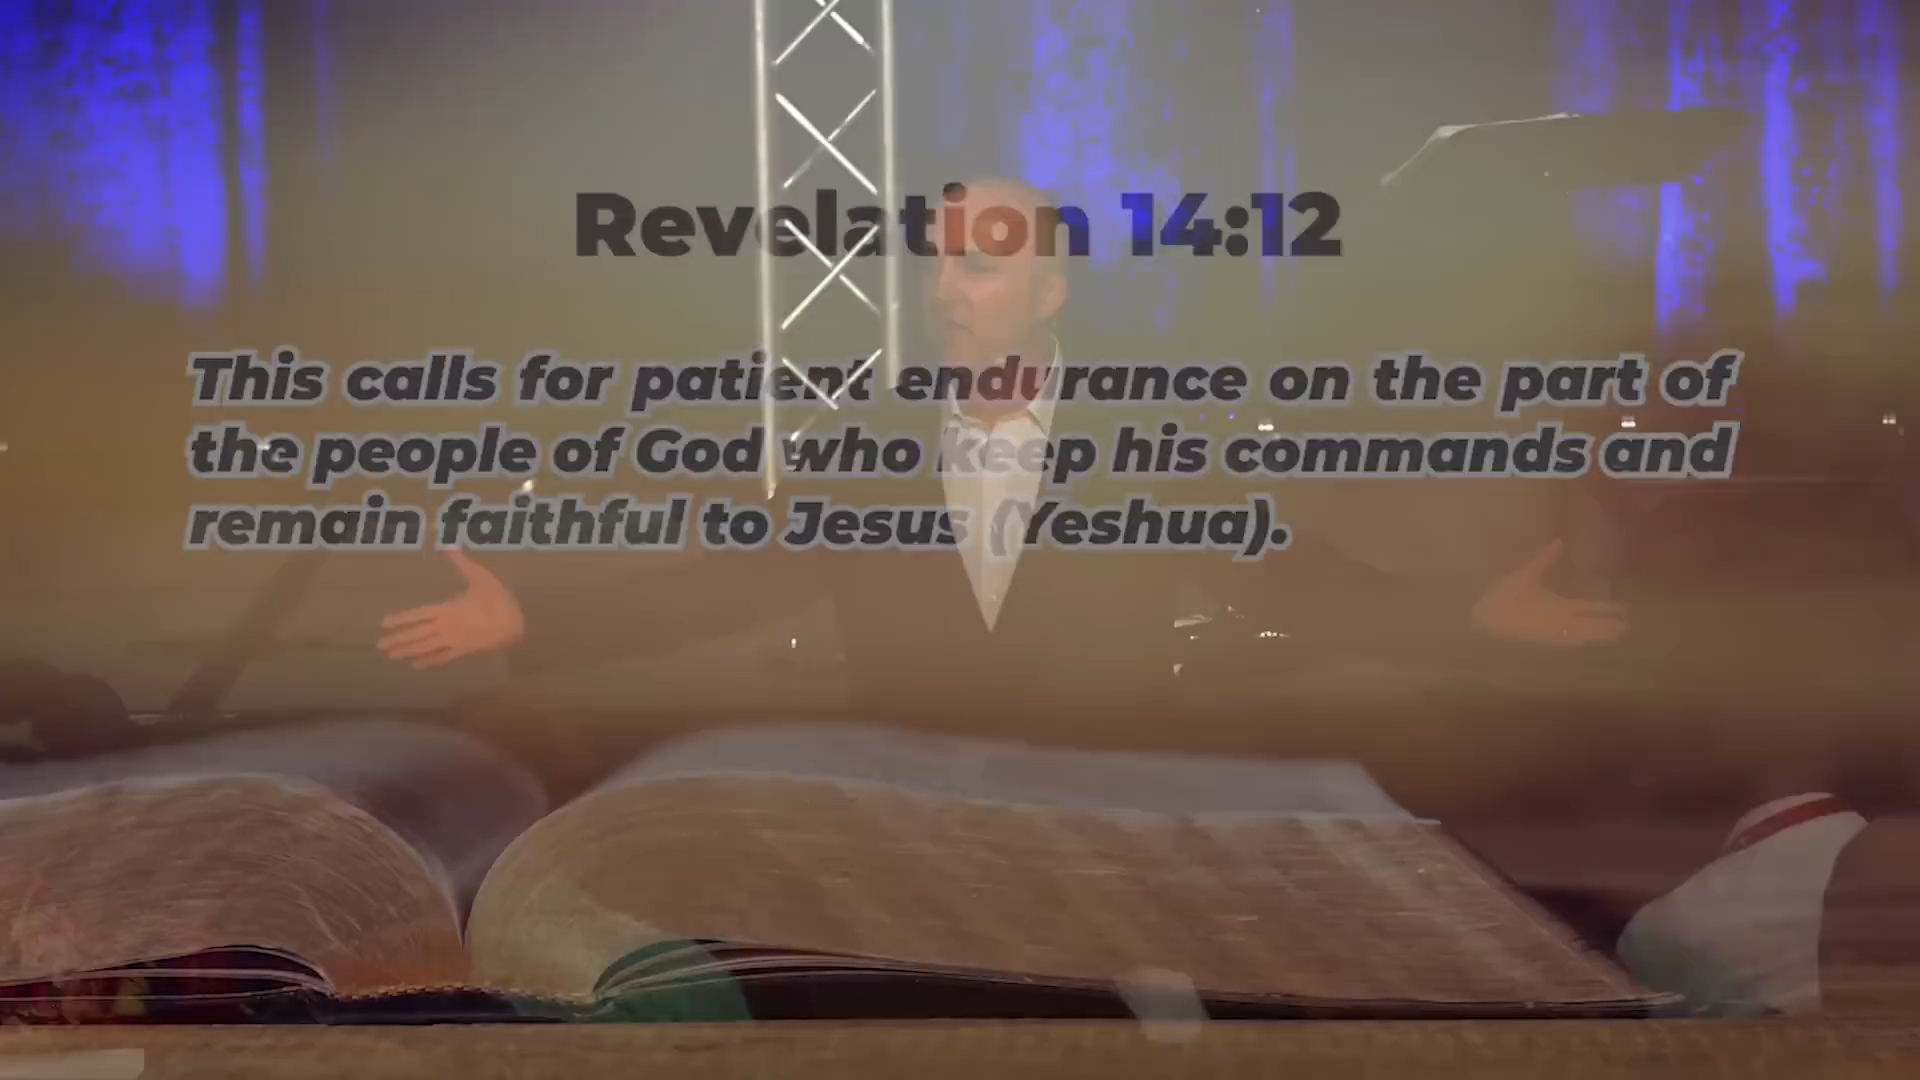 Revelation 14:12
This calls for patient endurance on the part of
the people of God who keep his commands and
remain faithful to Jesus (Yeshua).